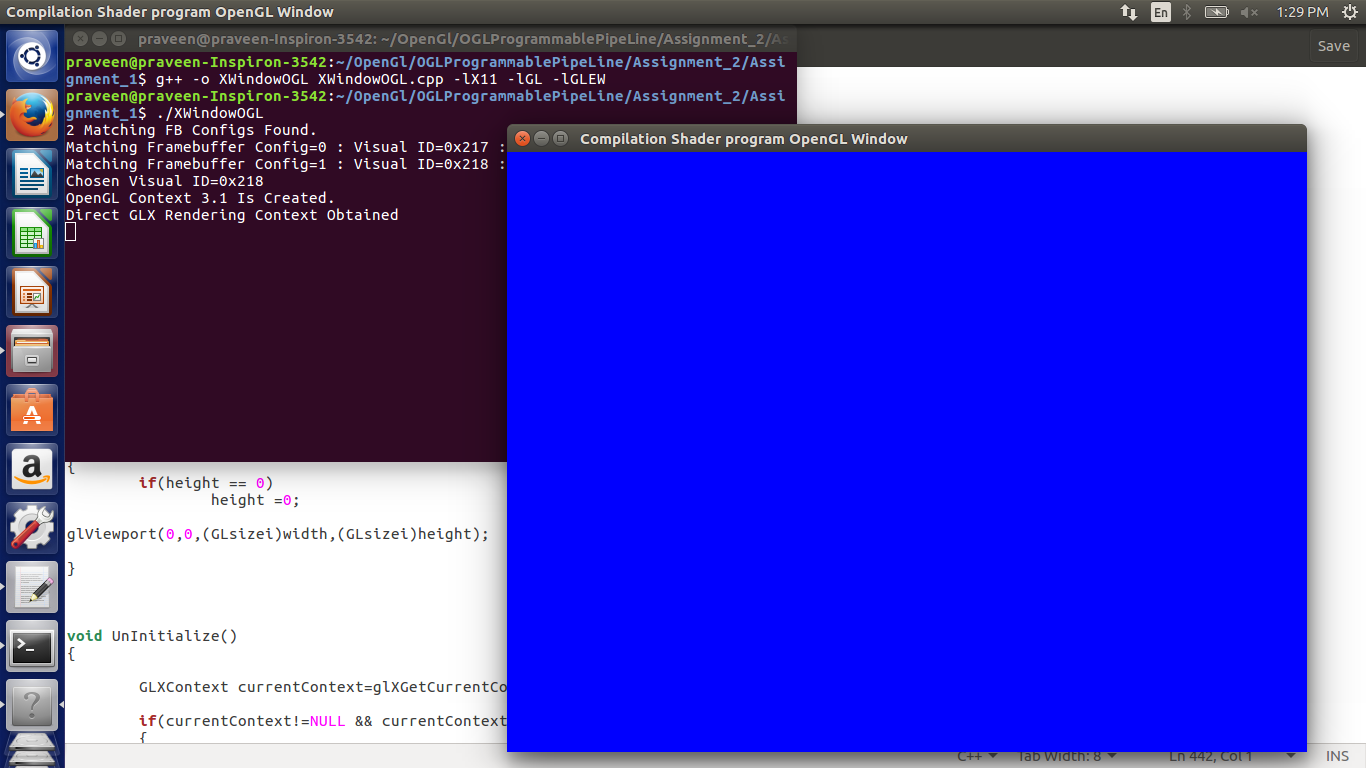 Compilation Shader program OpenGL Window
En
1:29 PM
praveen@praveen-Inspiron-3542: ~/OpenGl/OGLProgrammablePipeLine/Assignment_2/As
Save
praveen@praveen-Inspiron-3542:~/OpenGl/OGLProgrammablePipeLine/Assignment_2/Assi
gnment_1$ g++ -o XWindowOGL XWindowOGL.cpp -lX11 -lGL -lGLEW
praveen@praveen-Inspiron-3542:~/OpenGl/OGLProgrammablePipeLine/Assignment_2/Assi
gnment_1$ ./XWindowOGL
2 Matching FB Configs Found.
Matching Framebuffer Config=0 : Visual ID=0x217 :
Matching Framebuffer Config=1 : Visual ID=0x218 :
Chosen Visual ID=0x218
OpenGL Context 3.1 Is Created.
Direct GLX Rendering Context Obtained
Compilation Shader program OpenGL Window
{
if(height == 0)
height =0;
glViewport(0,0,(GLsizei)width,(GLsizei)height);
}
void UnInitialize()
{
GLXContext currentContext=glXGetCurrentCo
if(currentContext!=NULL && currentContext
{
C++
Tab Width: 8
Ln 442, Col 1
INS